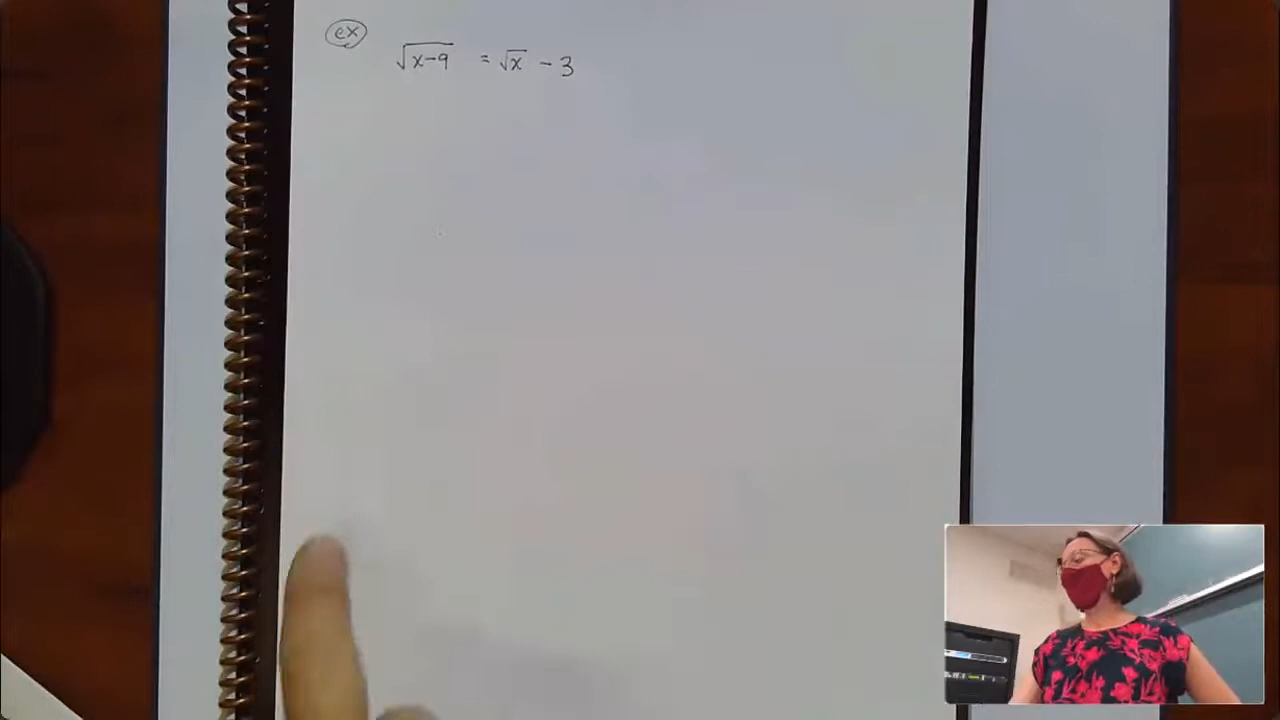 ex
√x-9 = √x - 3